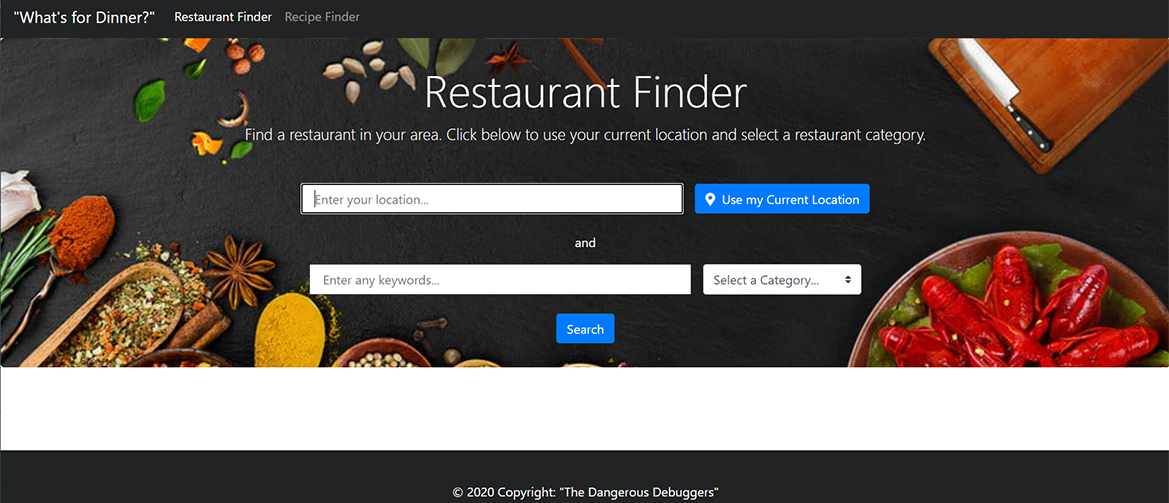 "What's for Dinner?" Restaurant Finder Recipe Finder
Restaurant Finder
Find a restaurant in your area. Click below to use your current location and select a restaurant category.
Enter your location... Use my Current Location
and
Enter any keywords... Select a Category...
Search
© 2020 Copyright: "The Dangerous Debuggers"